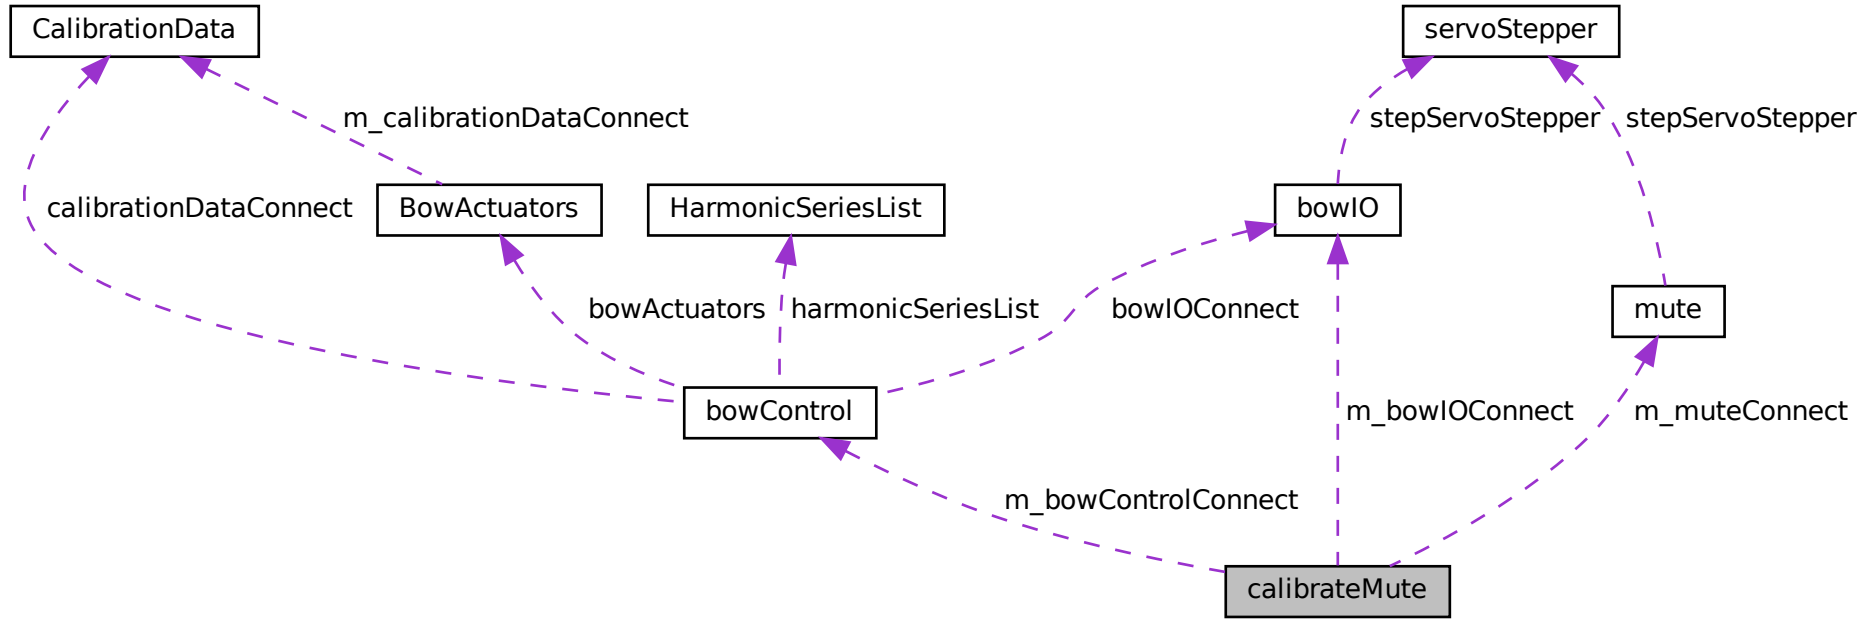 CalibrationData
servoStepper
m_calibrationDataConnect
stepServoStepper
stepServoStepper
calibrationDataConnect
BowActuators
HarmonicSeriesList
bowIO
bowActuators
harmonicSeriesList
bowIOConnect
mute
bowControl
m_bowIOConnect
m_muteConnect
m_bowControlConnect
calibrateMute